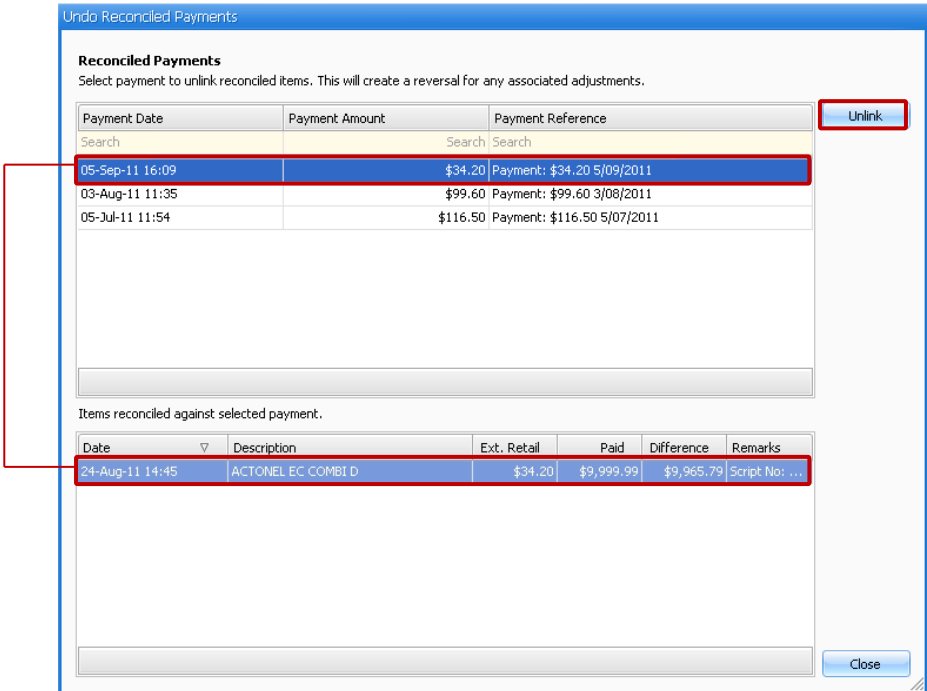 Undo Reconciled Payments
Reconciled Payments
Select payment to unlink reconciled items. This will create a reversal for any associated adjustments.
Payment Date Payment Amount Payment Reference
Unlink
Search Search Search
05-Sep-11 16:09 $34.20 Payment: $34.20 5/09/2011
03-Aug-11 11:35 $99.60 Payment: $99.60 3/08/2011
05-Jul-11 11:54 $116.50 Payment: $116.50 5/07/2011
Items reconciled against selected payment.
Date Description Ext. Retail Paid Difference Remarks
24-Aug-11 14:45 ACTONEL EC COMBI D $34.20 $9,999.99 $9,965.79 Script No: ...
Close